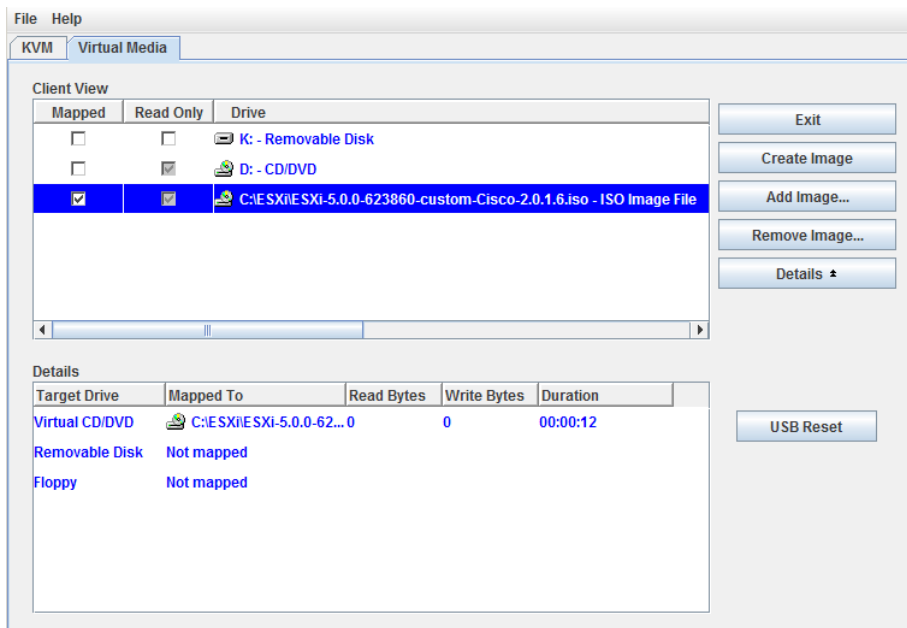 File Help
KVM Virtual Media
Client View
Mapped Read Only Drive
K: - Removable Disk
D: - CD/DVD
C:\ESXi\ESXi-5.0.0-623860-custom-Cisco-2.0.1.6.iso - ISO Image File
Exit
Create Image
Add Image...
Remove Image...
Details
Details
Target Drive Mapped To Read Bytes Write Bytes Duration
Virtual CD/DVD C:\ESXi\ESXi-5.0.0-62... 0 0 00:00:12
Removable Disk Not mapped
Floppy Not mapped
USB Reset